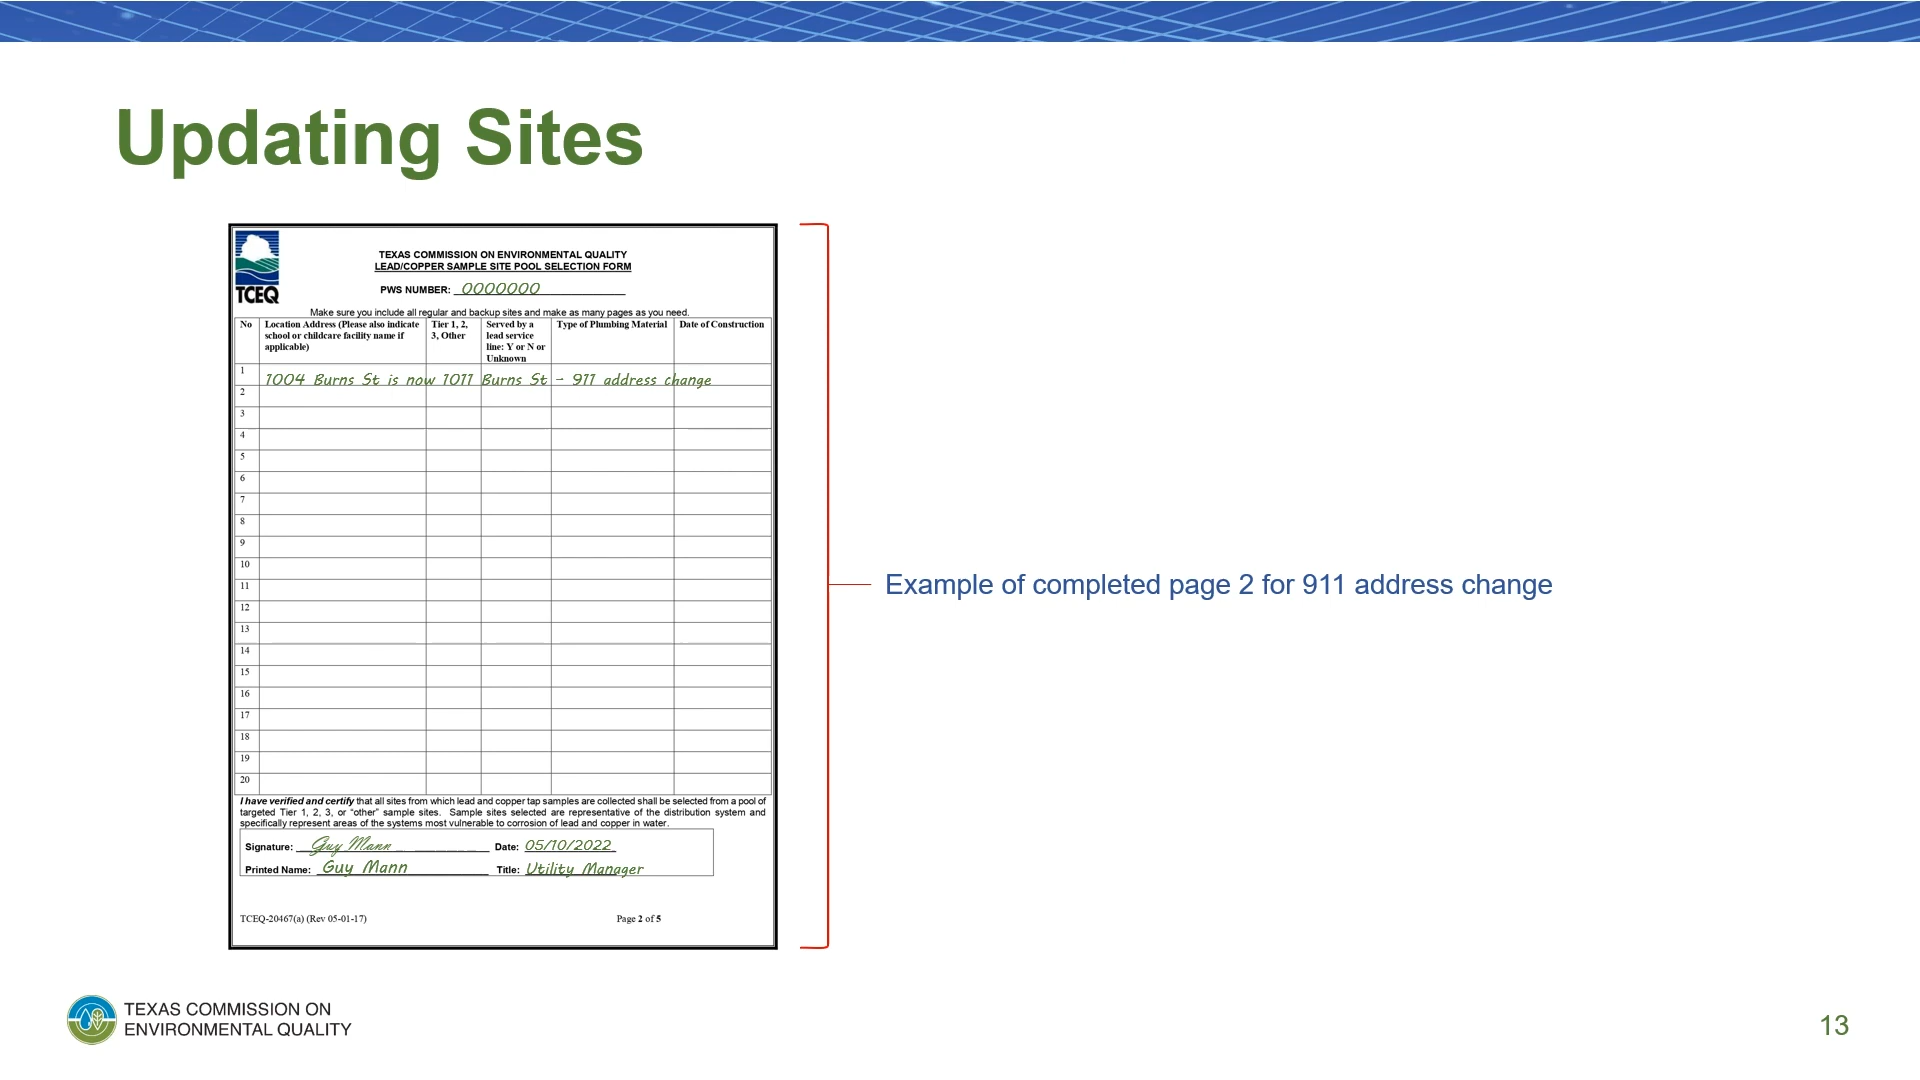 Updating Sites
TCEQ
TEXAS COMMISSION ON ENVIRONMENTAL QUALITY
LEAD/COPPER SAMPLE SITE POOL SELECTION FORM
PWS NUMBER: 0000000
Make sure you include all regular and backup sites and make as many pages as you need.
No Location Address (Please also indicate school or childcare facility name if applicable) Tier 1, 2, 3, Other Served by a lead service line: Y or N or Unknown Type of Plumbing Material Date of Construction
1 1004 Burns St is now 1011 Burns St - 911 address change
2
3
4
5
6
7
8
9
10
11
12
13
14
15
16
17
18
19
20
I have verified and certify that all sites from which lead and copper tap samples are collected shall be selected from a pool of
targeted Tier 1, 2, 3, or “other” sample sites. Sample sites selected are representative of the distribution system and
specifically represent areas of the systems most vulnerable to corrosion of lead and copper in water.
Signature: Guy Mann Date: 05/10/2022
Printed Name: Guy Mann Title: Utility Manager
TCEQ-20467(a) (Rev 05-01-17) Page 2 of 5
Example of completed page 2 for 911 address change
TEXAS COMMISSION ON
ENVIRONMENTAL QUALITY
13